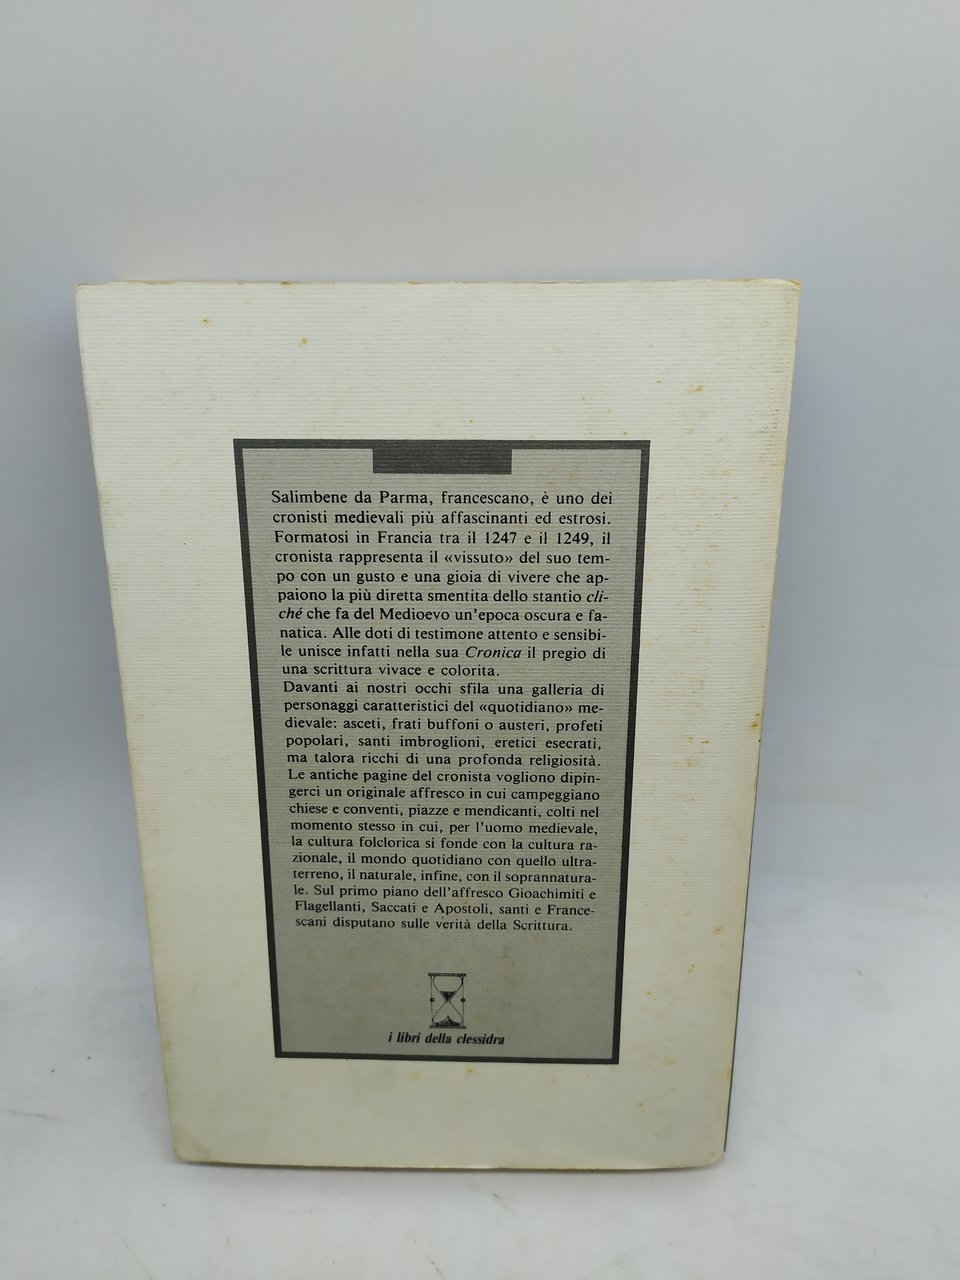 Salimbene da Parma, francescano, è uno dei
cronisti medievali più affascinanti ed estrosi.
Formatosi in Francia tra il 1247 e il 1249, il
cronista rappresenta il «vissuto» del suo tem-
po con un gusto e una gioia di vivere che ap-
paiono la più diretta smentita dello stantio cli-
ché che fa del Medioevo un'epoca oscura e fa-
natica. Alle doti di testimone attento e sensibi-
le unisce infatti nella sua Cronica il pregio di
una scrittura vivace e colorita.
Davanti ai nostri occhi sfila una galleria di
personaggi caratteristici del «quotidiano» me-
dievale: asceti, frati buffoni o austeri, profeti
popolari, santi imbroglioni, eretici esecrati,
ma talora ricchi di una profonda religiosità.
Le antiche pagine del cronista vogliono dipin-
gerci un originale affresco in cui campeggiano
chiese e conventi, piazze e mendicanti, colti nel
momento stesso in cui, per l'uomo medievale,
la cultura folclorica si fonde con la cultura ra-
zionale, il mondo quotidiano con quello ultra-
terreno, il naturale, infine, con il soprannatura-
le. Sul primo piano dell'affresco Gioachimiti e
Flagellanti, Saccati e Apostoli, santi e France-
scani disputano sulle verità della Scrittura.
i libri della clessidra